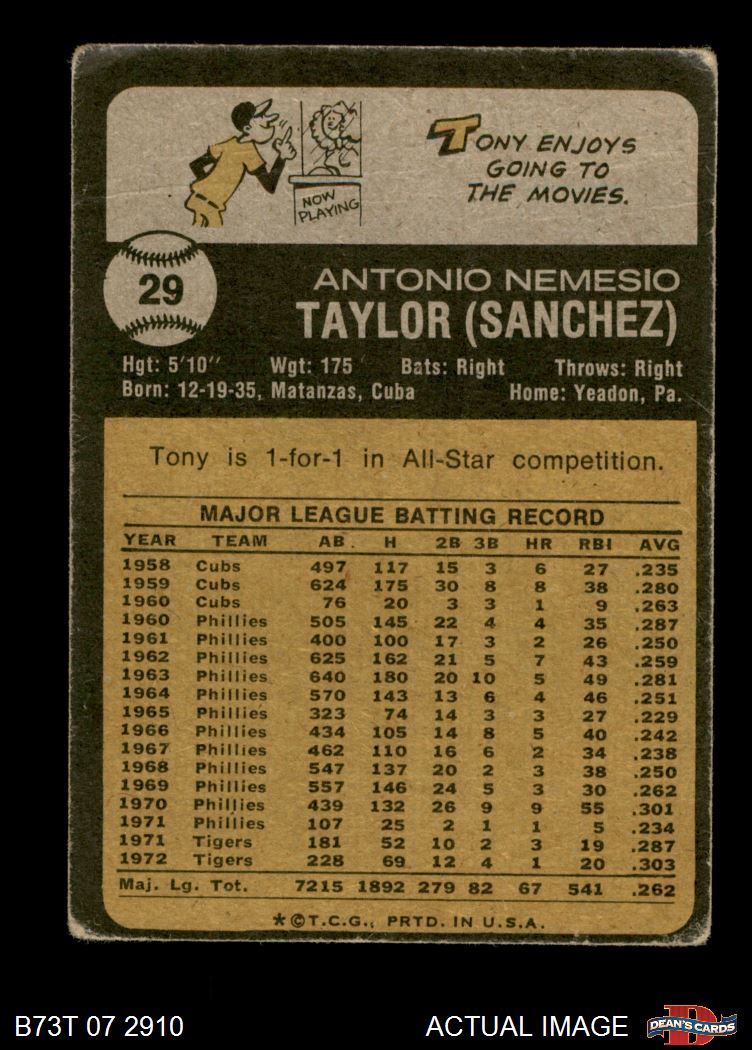 TONY ENJOYS
GOING TO
THE MOVIES.
NOW
PLAYING
29
ANTONIO NEMESIO
TAYLOR (SANCHEZ)
Hgt: 5'10" Wgt: 175 Bats: Right Throws: Right
Born: 12-19-35, Matanzas, Cuba Home: Yeadon, Pa.
Tony is 1-for-1 in All-Star competition.
MAJOR LEAGUE BATTING RECORD
YEAR TEAM AB. H 2B 3B HR RBI AVG
1958 Cubs 497 117 15 3 6 27 .235
1959 Cubs 624 175 30 8 8 38 .280
1960 Cubs 76 20 3 3 1 9 .263
1960 Phillies 505 145 22 4 4 35 .287
1961 Phillies 400 100 17 3 2 26 .250
1962 Phillies 625 162 21 5 7 43 .259
1963 Phillies 640 180 20 10 5 49 .281
1964 Phillies 570 143 13 6 4 46 .251
1965 Phillies 323 74 14 3 3 27 .229
1966 Phillies 434 105 14 8 5 40 .242
1967 Phillies 462 110 16 6 2 34 .238
1968 Phillies 547 137 20 2 3 38 .250
1969 Phillies 557 146 24 5 3 30 .262
1970 Phillies 439 132 26 9 9 55 .301
1971 Phillies 107 25 2 1 1 5 .234
1971 Tigers 181 52 10 2 3 19 .287
1972 Tigers 228 69 12 4 1 20 .303
Maj. Lg. Tot. 7215 1892 279 82 67 541 .262
*©T.C.G., PRTD. IN U.S.A.
B73T 07 2910 ACTUAL IMAGE
D
DEAN'S CARDS